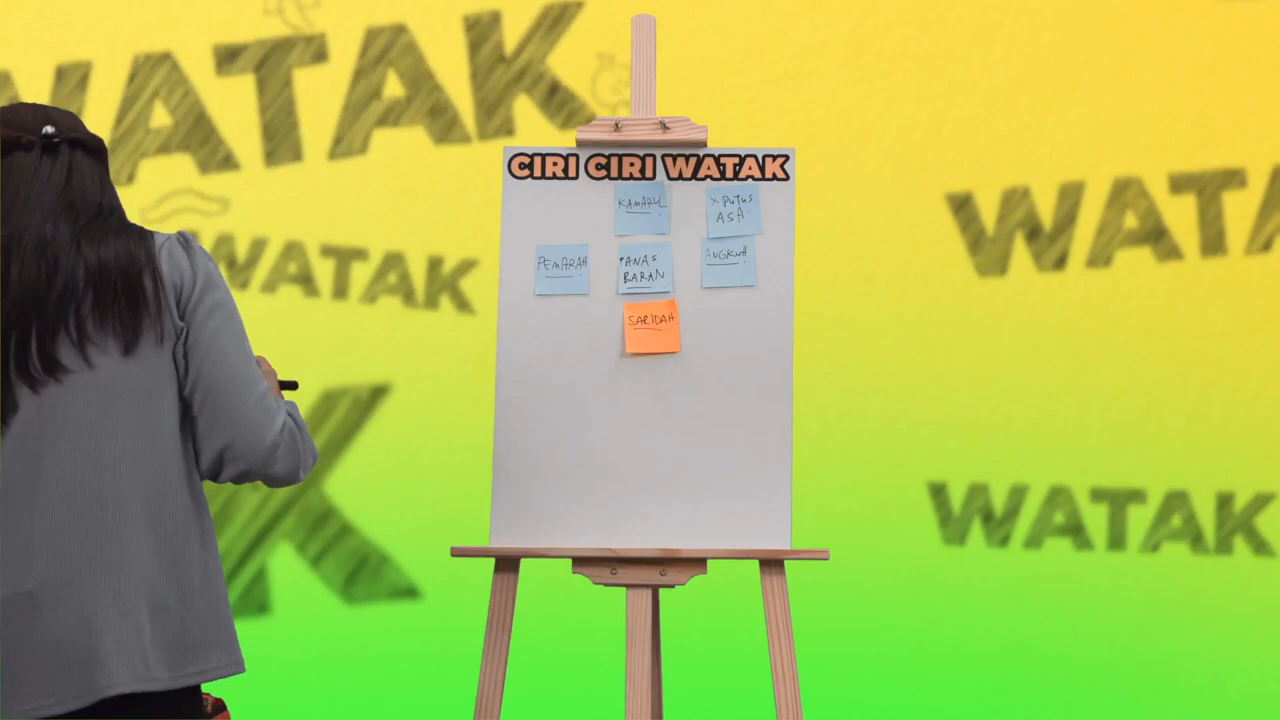 WATAK
WATAK
WATAK
WATAK
K
CIRI CIRI WATAK
KAMARUL
X PUTUS
ASA
PEMARAH
PANAS
BARAN
ANGKUH
SARIDAH